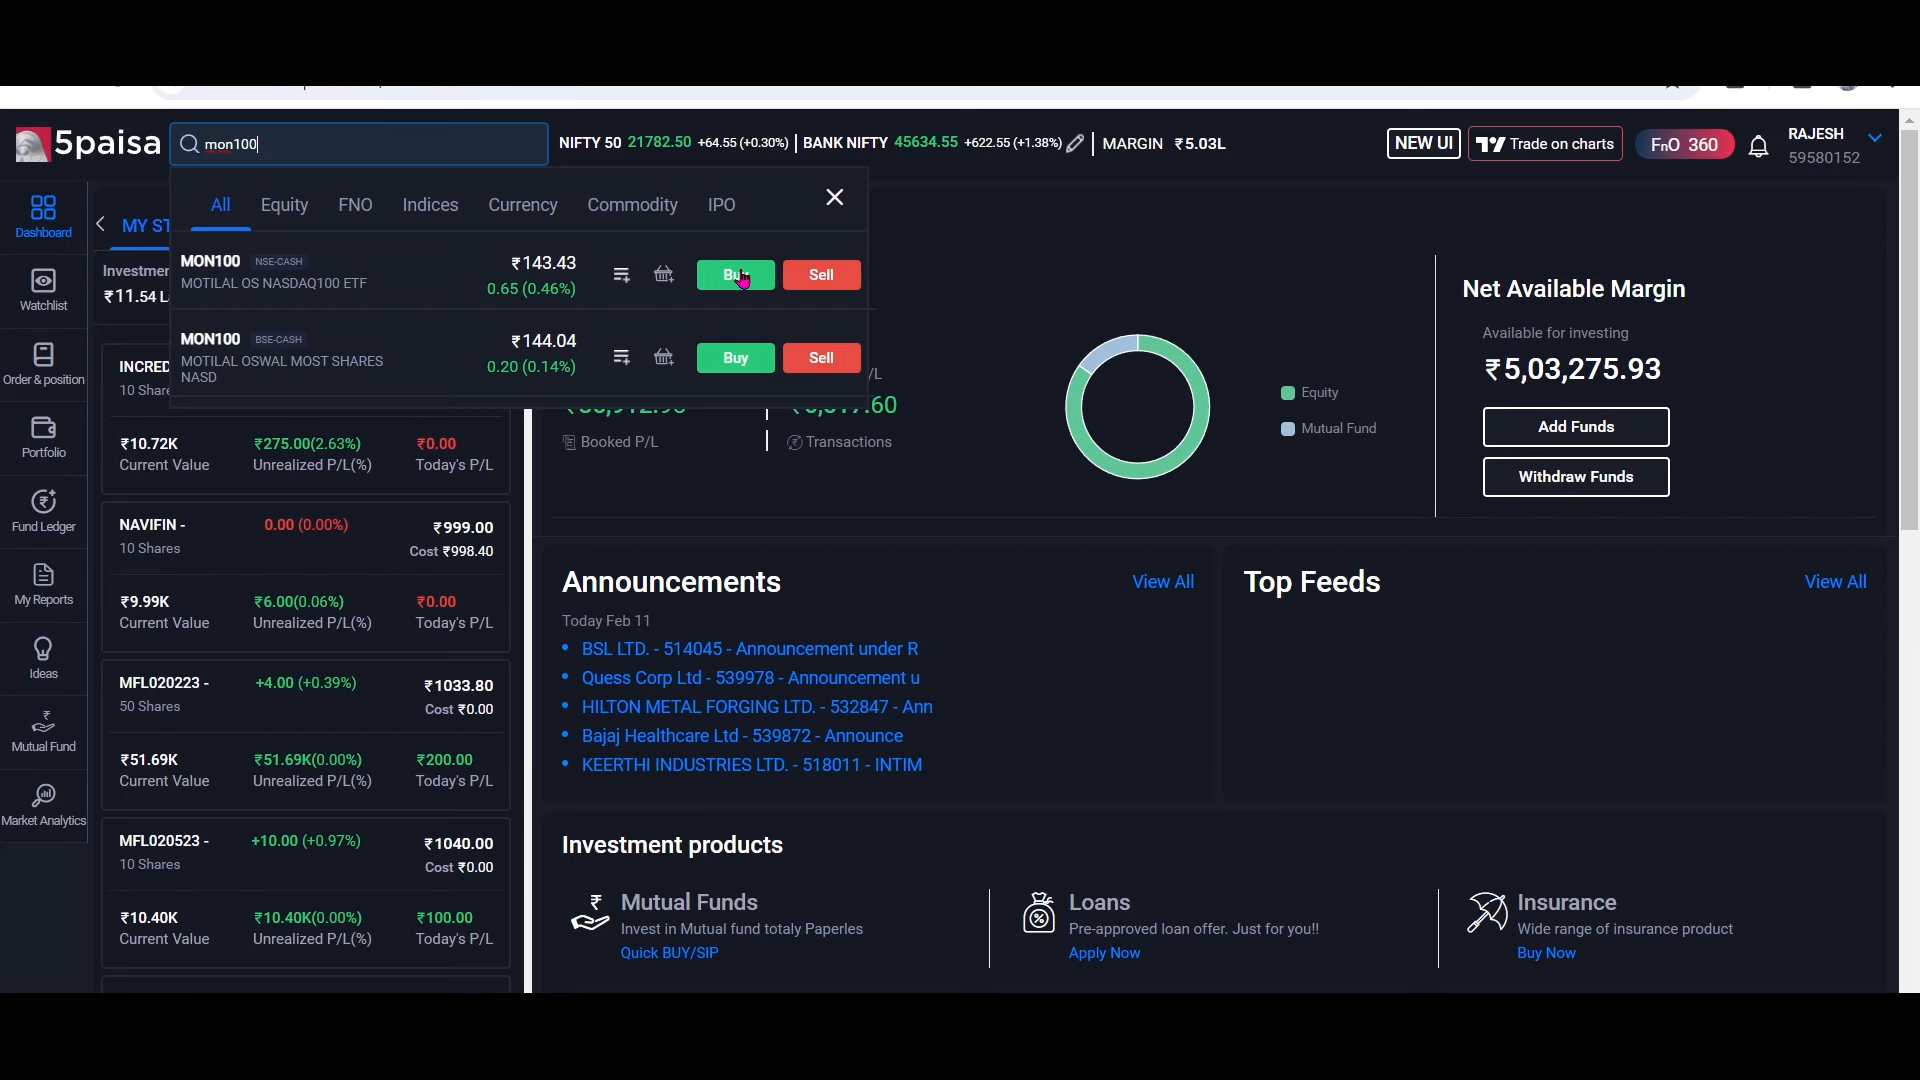 5paisa
mon100
NIFTY 50 21782.50 +64.55 (+0.30%) BANK NIFTY 45634.55 +622.55 (+1.38%) MARGIN ₹5.03L
NEW UI
Trade on charts
FnO 360
RAJESH
59580152
All Equity FNO Indices Currency Commodity IPO
MON100 NSE-CASH ₹143.43
MOTILAL OS NASDAQ100 ETF 0.65 (0.46%)
Buy Sell
MON100 BSE-CASH ₹144.04
MOTILAL OSWAL MOST SHARES
NASD
0.20 (0.14%)
Buy Sell
Dashboard
Watchlist
Order & position
Portfolio
Fund Ledger
My Reports
Ideas
Mutual Fund
Market Analytics
MY ST
Investmer
₹11.54 L
INCRED
10 Share
₹10.72K ₹275.00(2.63%) ₹0.00
Current Value Unrealized P/L(%) Today's P/L
NAVIFIN - 0.00 (0.00%) ₹999.00
10 Shares Cost ₹998.40
₹9.99K ₹6.00(0.06%) ₹0.00
Current Value Unrealized P/L(%) Today's P/L
MFL020223 - +4.00 (+0.39%) ₹1033.80
50 Shares Cost ₹0.00
₹51.69K ₹51.69K(0.00%) ₹200.00
Current Value Unrealized P/L(%) Today's P/L
MFL020523 - +10.00 (+0.97%) ₹1040.00
10 Shares Cost ₹0.00
₹10.40K ₹10.40K(0.00%) ₹100.00
Current Value Unrealized P/L(%) Today's P/L
/L
Booked P/L Transactions
Equity
Mutual Fund
Net Available Margin
Available for investing
₹5,03,275.93
Add Funds
Withdraw Funds
Announcements View All
Today Feb 11
• BSL LTD. - 514045 - Announcement under R
• Quess Corp Ltd - 539978 - Announcement u
• HILTON METAL FORGING LTD. - 532847 - Ann
• Bajaj Healthcare Ltd - 539872 - Announce
• KEERTHI INDUSTRIES LTD. - 518011 - INTIM
Top Feeds View All
Investment products
Mutual Funds
Invest in Mutual fund totaly Paperles
Quick BUY/SIP
Loans
Pre-approved loan offer. Just for you!!
Apply Now
Insurance
Wide range of insurance product
Buy Now